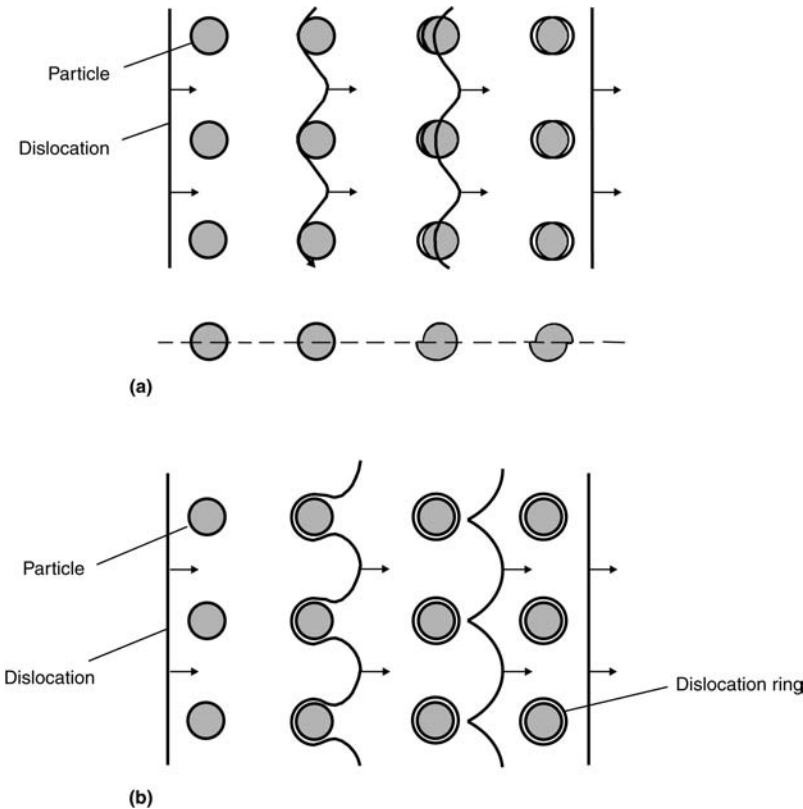 Particle
Dislocation
(a)
Particle
Dislocation
Dislocation ring
(b)